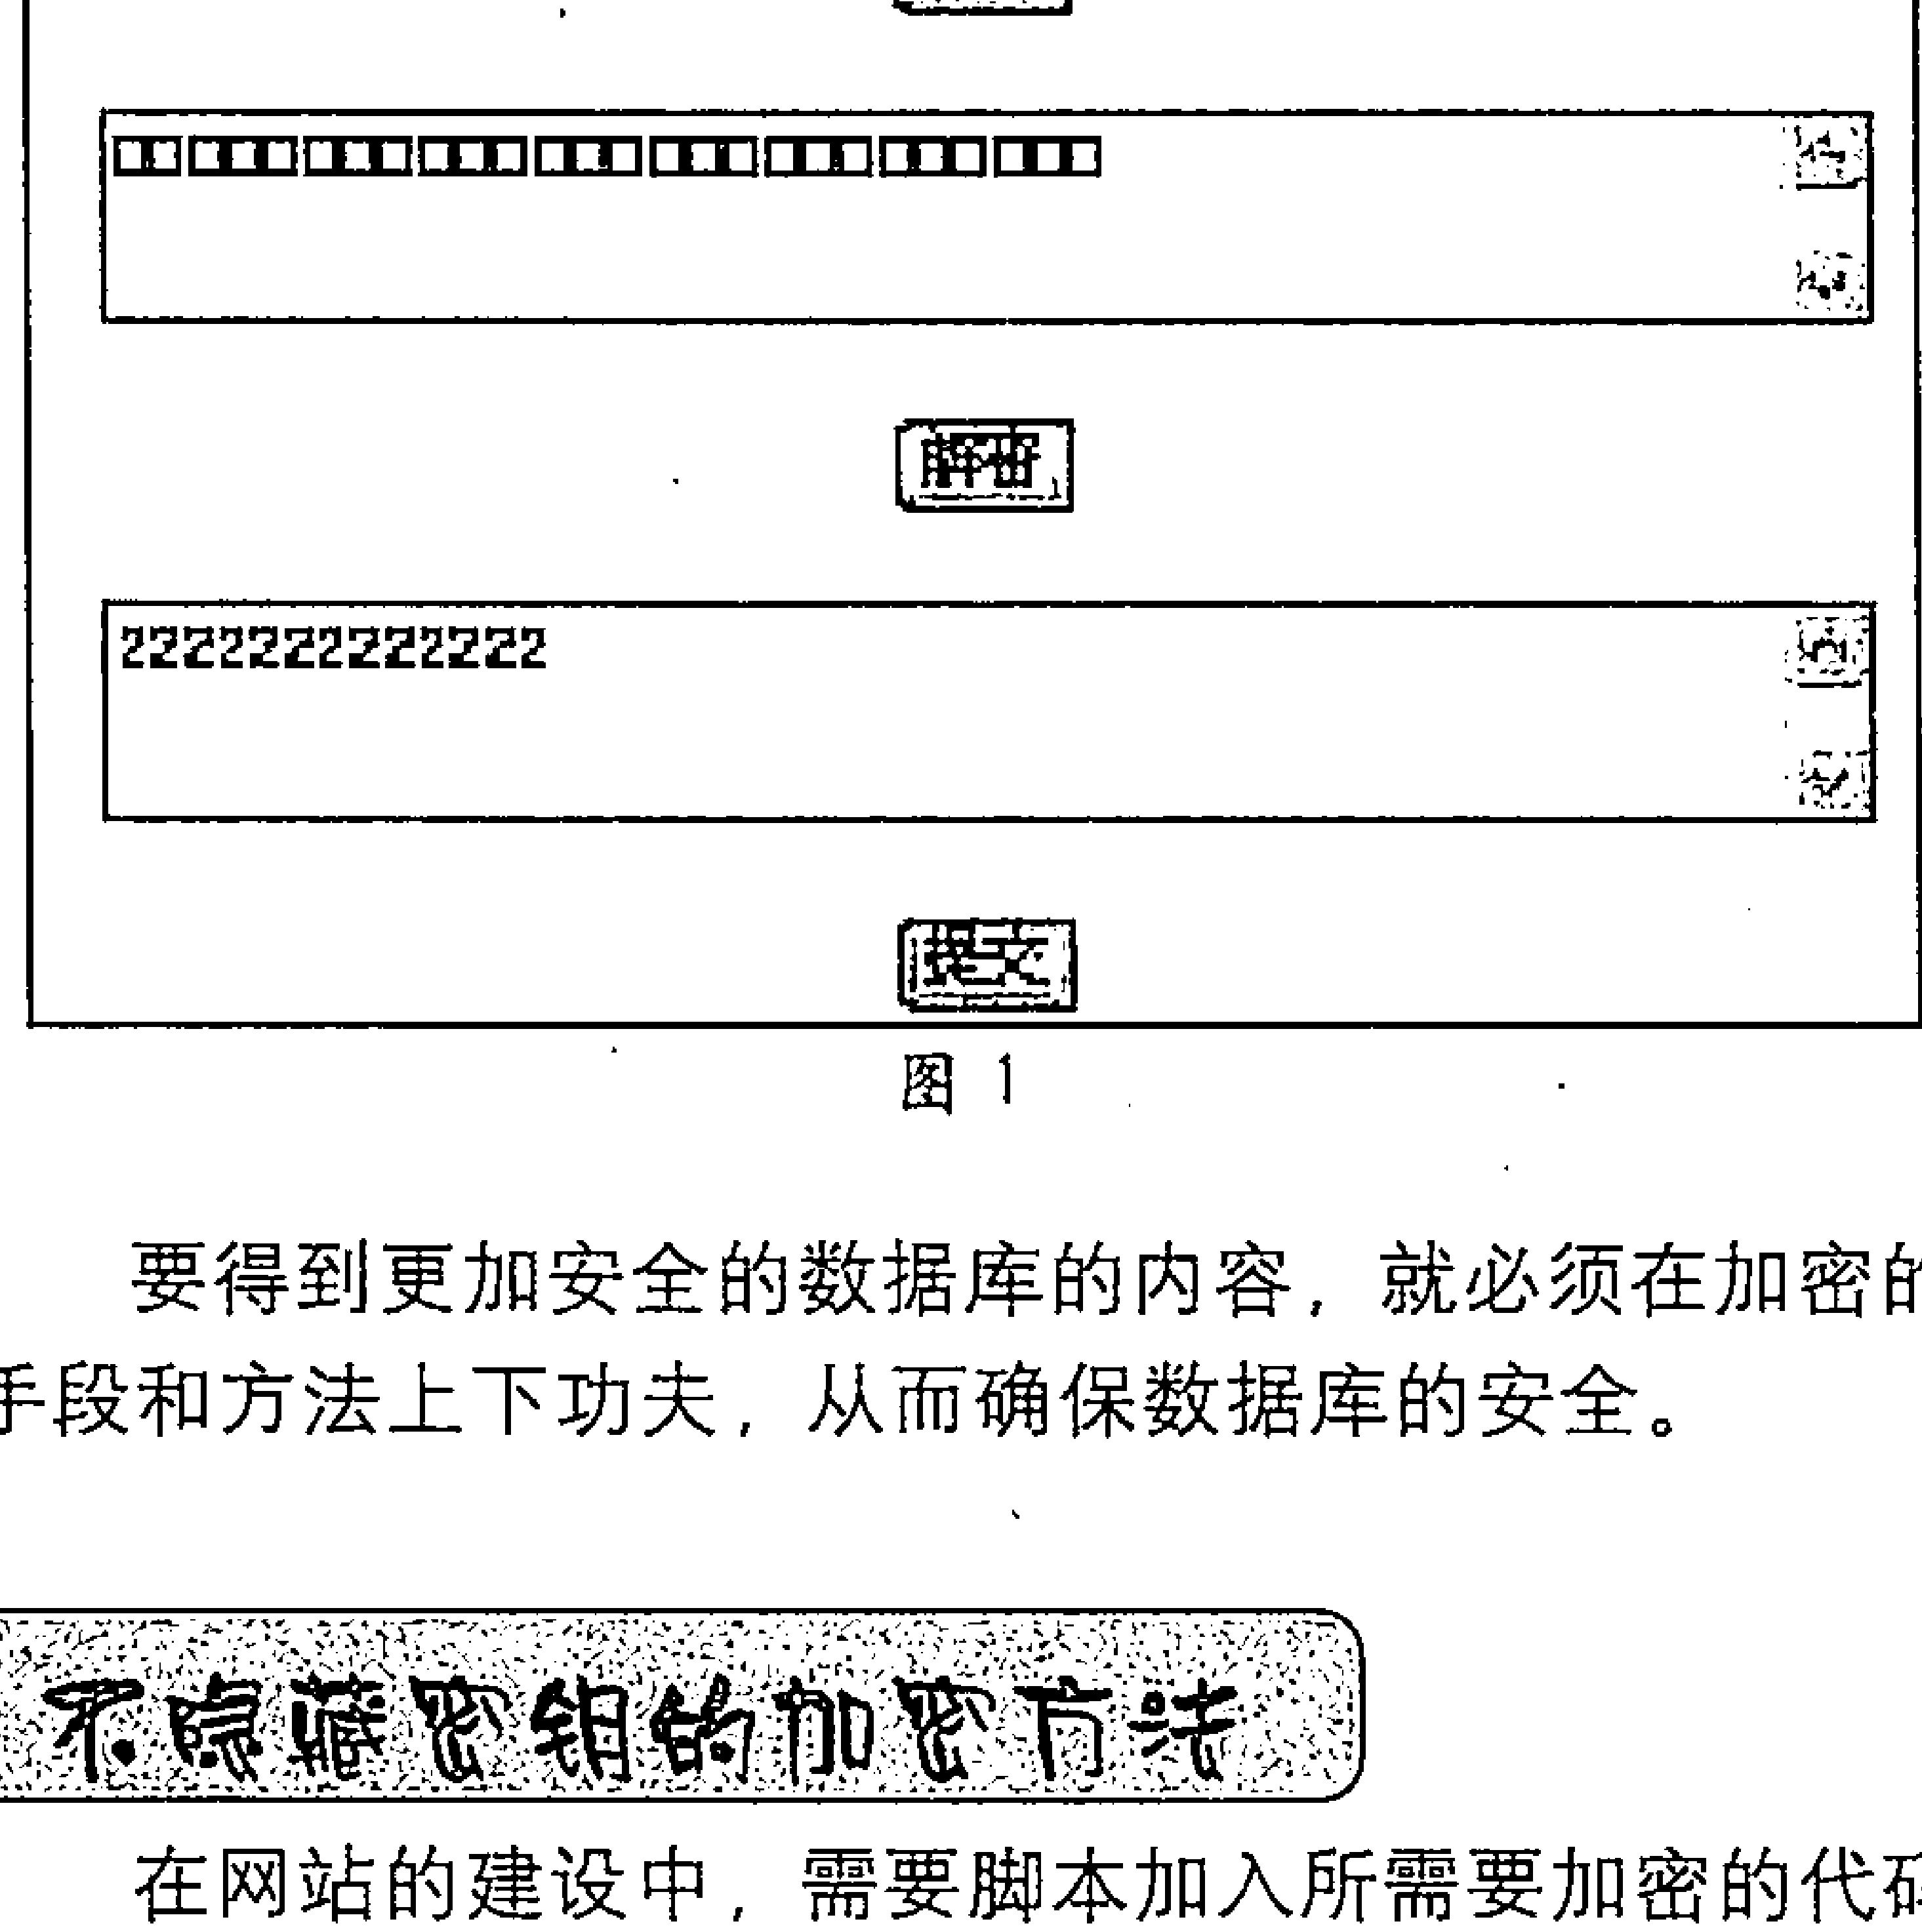 □□□□□□□□□□□□□□□□□□□□□□□□□□
解密
2222222222222
提交
图 1
要得到更加安全的数据库的内容，就必须在加密的
手段和方法上下功夫，从而确保数据库的安全。
不隐藏密钥的加密方法
在网站的建设中，需要脚本加入所需要加密的代码